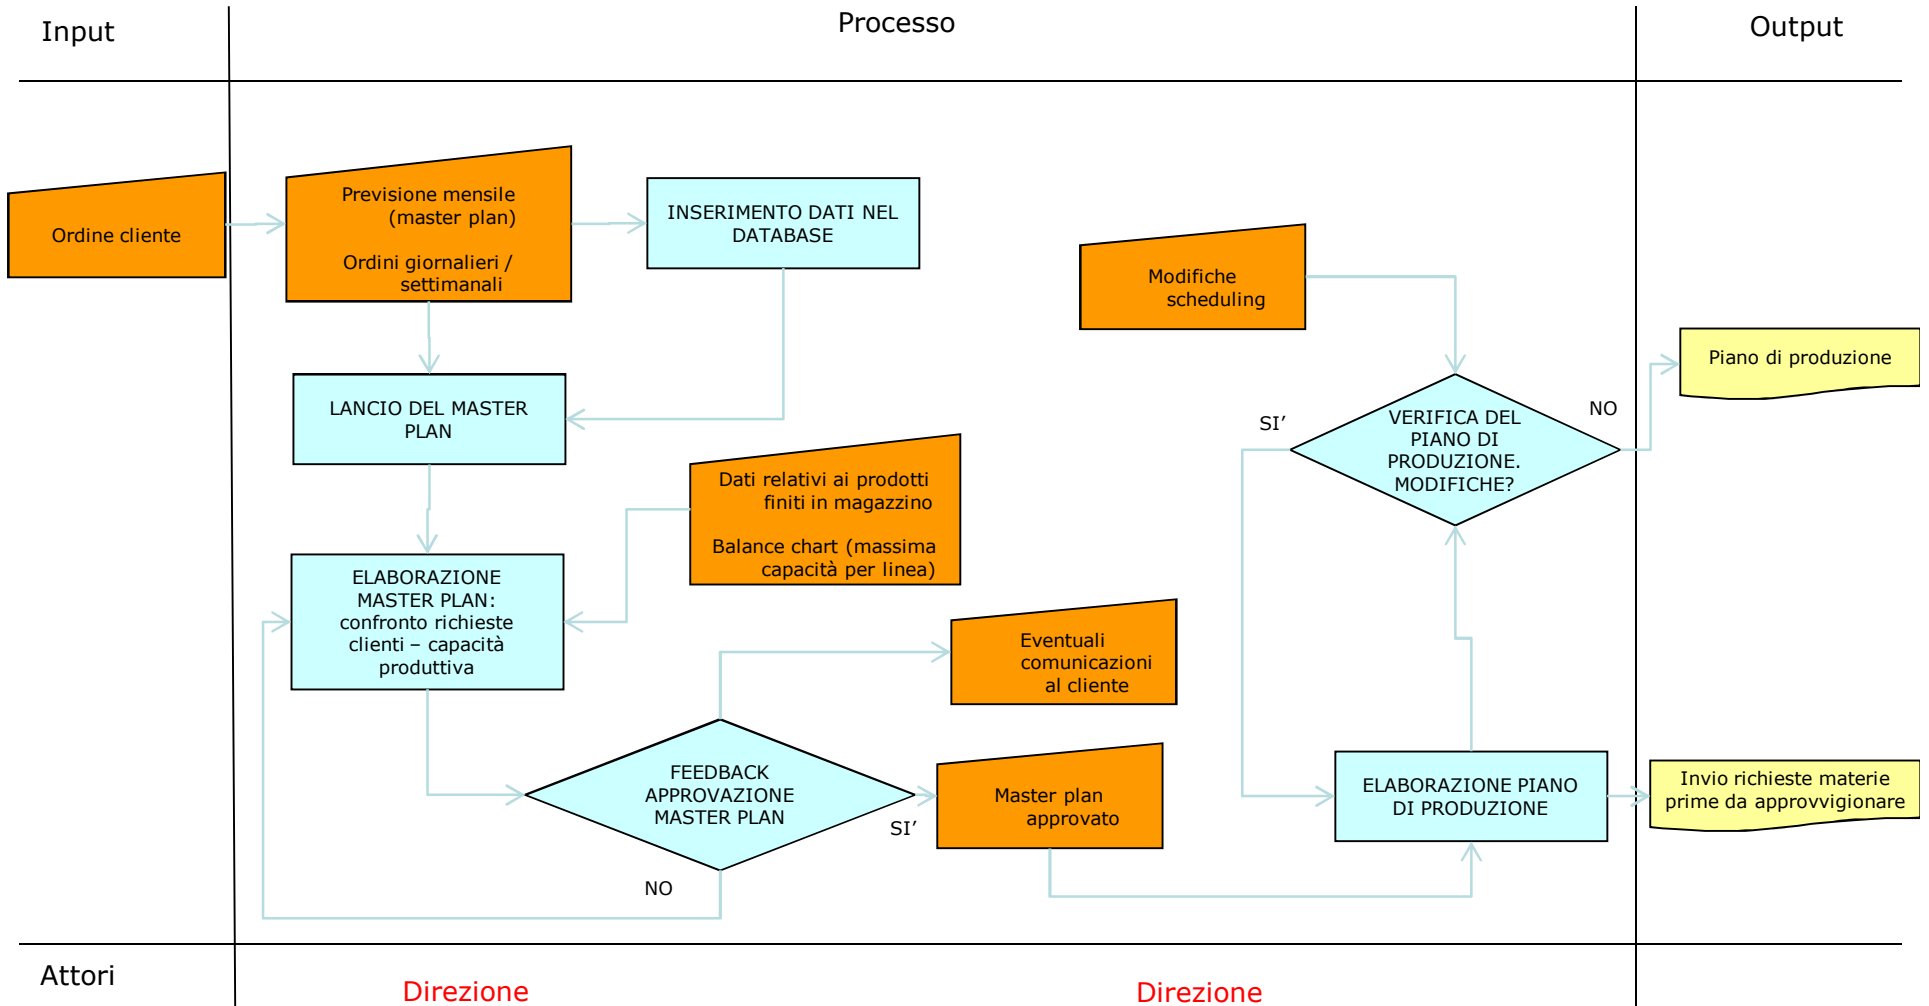 Input
Processo
Output
Ordine cliente
Previsione mensile
(master plan)
Ordini giornalieri /
settimanali
INSERIMENTO DATI NEL
DATABASE
Modifiche
scheduling
Piano di produzione
LANCIO DEL MASTER
PLAN
SI’
VERIFICA DEL
PIANO DI
PRODUZIONE.
MODIFICHE?
NO
Dati relativi ai prodotti
finiti in magazzino
Balance chart (massima
capacità per linea)
ELABORAZIONE
MASTER PLAN:
confronto richieste
clienti – capacità
produttiva
Eventuali
comunicazioni
al cliente
FEEDBACK
APPROVAZIONE
MASTER PLAN
SI’
NO
Master plan
approvato
ELABORAZIONE PIANO
DI PRODUZIONE
Invio richieste materie
prime da approvvigionare
Attori
Direzione
Direzione